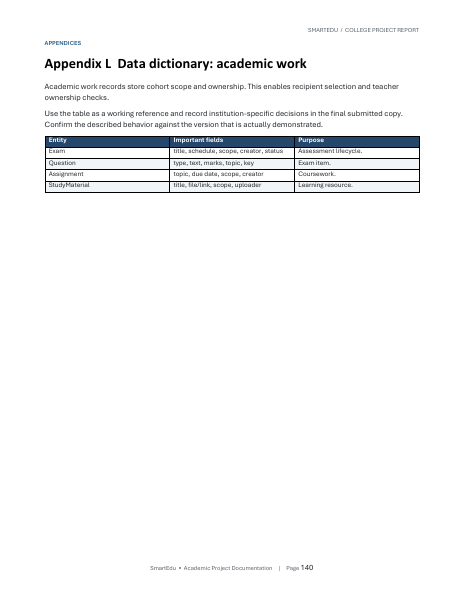 SMARTEDU / COLLEGE PROJECT REPORT
APPENDICES
Appendix L Data dictionary: academic work
Academic work records store cohort scope and ownership. This enables recipient selection and teacher
ownership checks.
Use the table as a working reference and record institution-specific decisions in the final submitted copy.
Confirm the described behavior against the version that is actually demonstrated.
Entity Important fields Purpose
Exam title, schedule, scope, creator, status Assessment lifecycle.
Question type, text, marks, topic, key Exam item.
Assignment topic, due date, scope, creator Coursework.
StudyMaterial title, file/link, scope, uploader Learning resource.
SmartEdu • Academic Project Documentation | Page 140